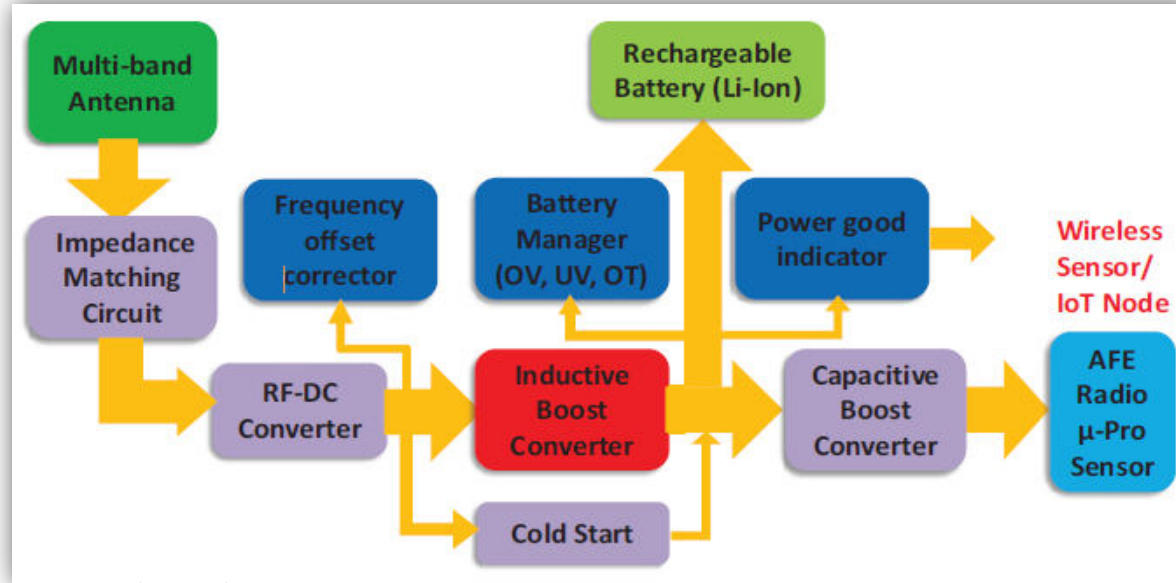 Multi-band
Antenna
Rechargeable
Battery (Li-Ion)
Frequency
offset
corrector
Battery
Manager
(OV, UV, OT)
Power good
indicator
Wireless
Sensor/
IoT Node
Impedance
Matching
Circuit
RF-DC
Converter
Inductive
Boost
Converter
Capacitive
Boost
Converter
AFE
Radio
μ-Pro
Sensor
Cold Start